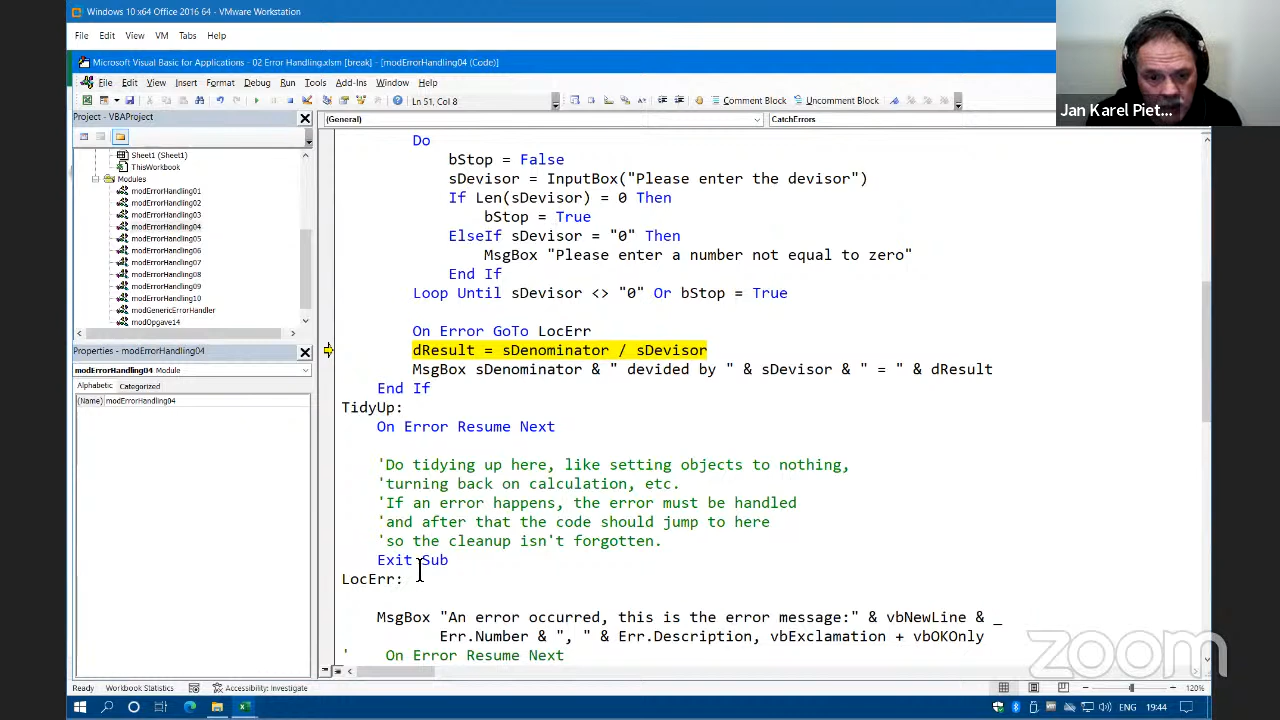 Windows 10 x64 Office 2016 64 - VMware Workstation
File Edit View VM Tabs Help
Microsoft Visual Basic for Applications - 02 Error Handling.xlsm [break] - [modErrorHandling04 (Code)]
File Edit View Insert Format Debug Run Tools Add-Ins Window Help
Ln 51, Col 8
Comment Block Uncomment Block
Jan Karel Piet...
Project - VBAProject
(General) CatchErrors
Sheet1 (Sheet1)
ThisWorkbook
Modules
modErrorHandling01
modErrorHandling02
modErrorHandling03
modErrorHandling04
modErrorHandling05
modErrorHandling06
modErrorHandling07
modErrorHandling08
modErrorHandling09
modErrorHandling10
modGenericErrorHandler
modOpgave14
Properties - modErrorHandling04
modErrorHandling04 Module
Alphabetic Categorized
(Name) modErrorHandling04
Do
bStop = False
sDevisor = InputBox("Please enter the devisor")
If Len(sDevisor) = 0 Then
bStop = True
ElseIf sDevisor = "0" Then
MsgBox "Please enter a number not equal to zero"
End If
Loop Until sDevisor <> "0" Or bStop = True
On Error GoTo LocErr
dResult = sDenominator / sDevisor
MsgBox sDenominator & " devided by " & sDevisor & " = " & dResult
End If
TidyUp:
On Error Resume Next
'Do tidying up here, like setting objects to nothing,
'turning back on calculation, etc.
'If an error happens, the error must be handled
'and after that the code should jump to here
'so the cleanup isn't forgotten.
Exit Sub
LocErr:
MsgBox "An error occurred, this is the error message:" & vbNewLine & _
Err.Number & ", " & Err.Description, vbExclamation + vbOKOnly
' On Error Resume Next
zoom
Ready Workbook Statistics Accessibility: Investigate 120%
ENG 19:44